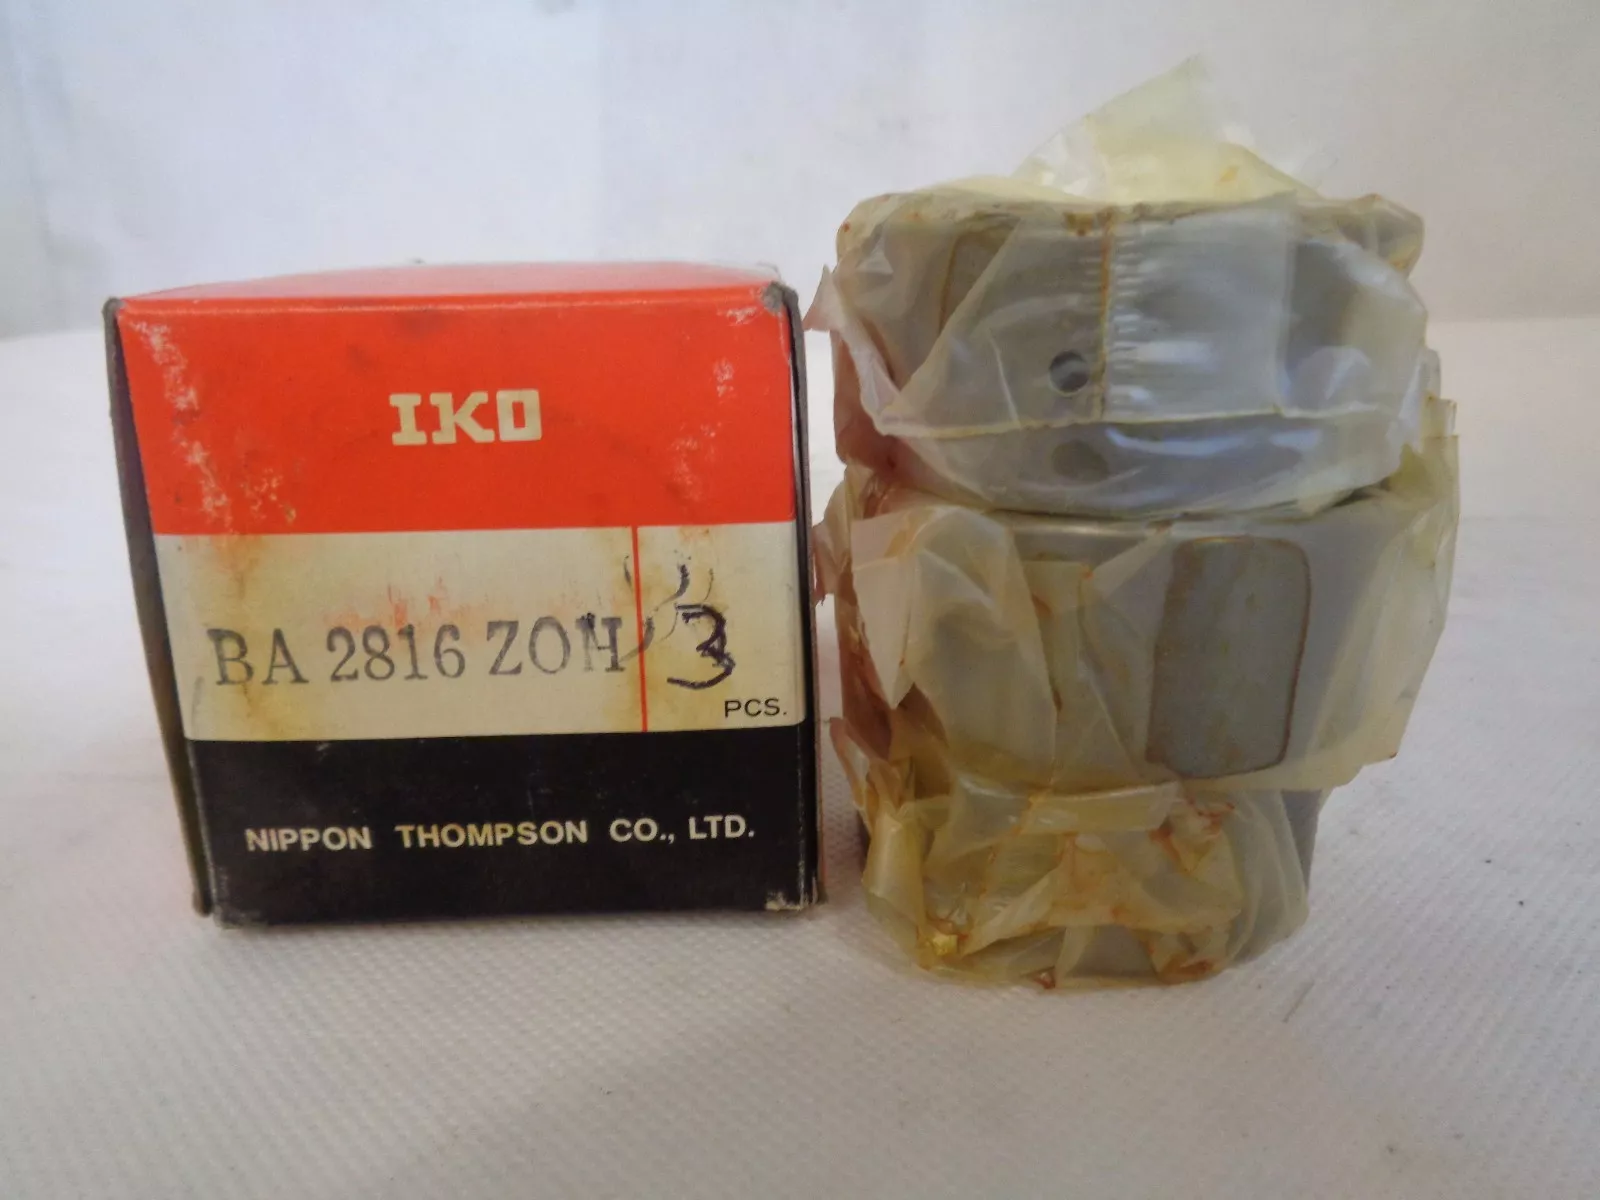 IKO
BA 2816 ZOH 3
PCS.
NIPPON THOMPSON CO., LTD.